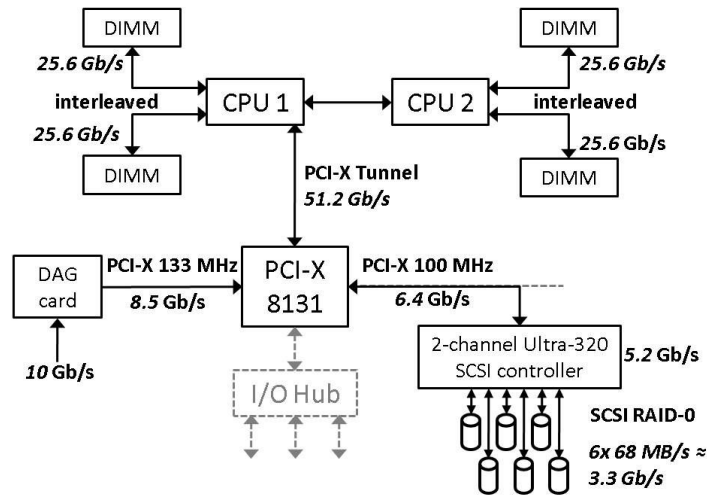 DIMM
DIMM
25.6 Gb/s
25.6 Gb/s
interleaved
CPU 1
CPU 2
interleaved
25.6 Gb/s
25.6 Gb/s
DIMM
DIMM
PCI-X Tunnel
51.2 Gb/s
DAG
card
PCI-X 133 MHz
8.5 Gb/s
PCI-X
8131
PCI-X 100 MHz
6.4 Gb/s
10 Gb/s
I/O Hub
2-channel Ultra-320
SCSI controller
5.2 Gb/s
SCSI RAID-0
6x 68 MB/s ≈
3.3 Gb/s